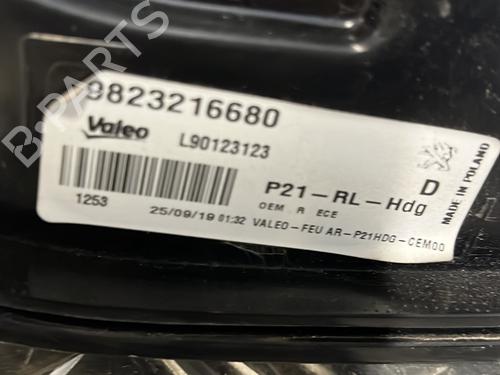 9823216680
Valeo
L90123123
D
MADE IN POLAND
P21-RL-Hdg
OEM R ECE
1253
25/09/19 01:32 VALEO-FEU AR-P21HDG-CEM00
B-PARTS